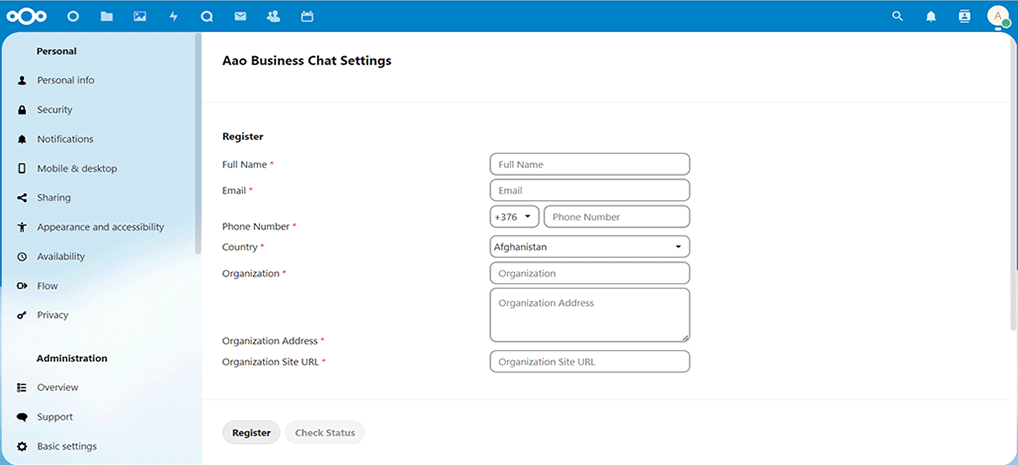 A
Personal
Personal info
Security
Notifications
Mobile & desktop
Sharing
Appearance and accessibility
Availability
Flow
Privacy
Administration
Overview
Support
Basic settings
Aao Business Chat Settings
Register
Full Name * Full Name
Email * Email
Phone Number * +376 Phone Number
Country * Afghanistan
Organization * Organization
Organization Address * Organization Address
Organization Site URL * Organization Site URL
Register Check Status